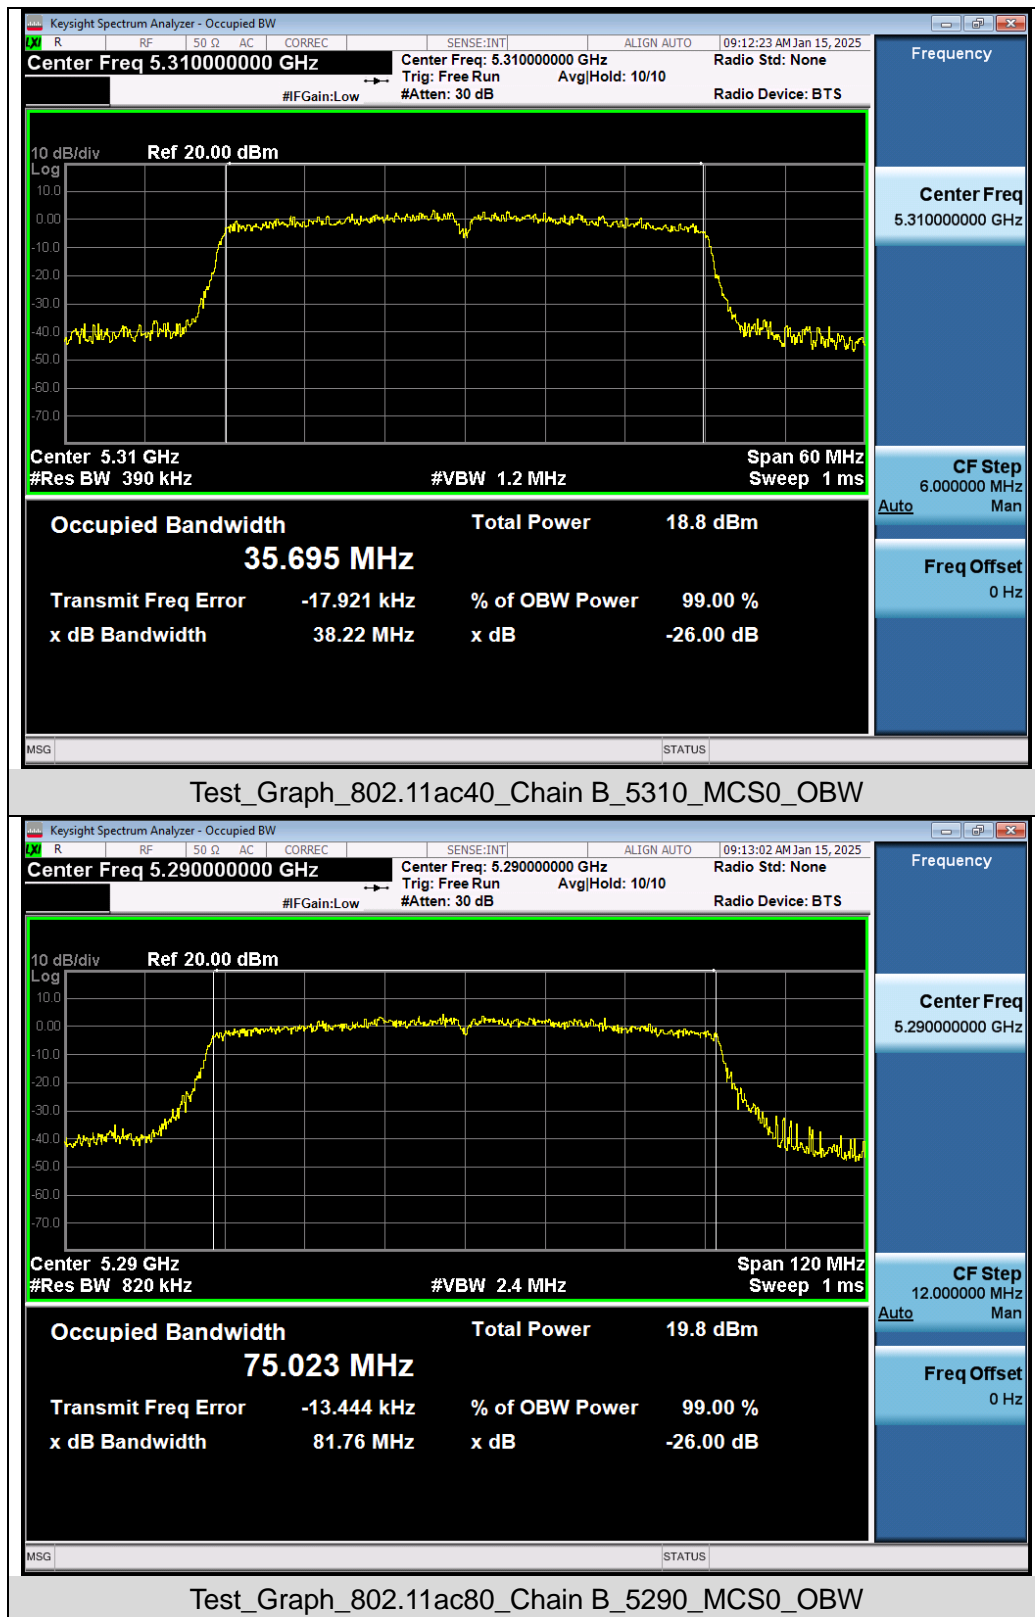 Keysight Spectrum Analyzer - Occupied BW
LXI R RF 50 Ω AC CORREC SENSE:INT ALIGN AUTO 09:12:23 AM Jan 15, 2025
Center Freq 5.310000000 GHz
Center Freq: 5.310000000 GHz
Radio Std: None
Trig: Free Run Avg|Hold: 10/10
#IFGain:Low
#Atten: 30 dB
Radio Device: BTS
Frequency
10 dB/div Ref 20.00 dBm
Log
10.0
0.00
-10.0
-20.0
-30.0
-40.0
-50.0
-60.0
-70.0
Center 5.31 GHz Span 60 MHz
#Res BW 390 kHz #VBW 1.2 MHz Sweep 1 ms
Center Freq
5.310000000 GHz
CF Step
6.000000 MHz
Auto Man
Freq Offset
0 Hz
Occupied Bandwidth Total Power 18.8 dBm
35.695 MHz
Transmit Freq Error -17.921 kHz % of OBW Power 99.00 %
x dB Bandwidth 38.22 MHz x dB -26.00 dB
MSG STATUS
Test_Graph_802.11ac40_Chain B_5310_MCS0_OBW
Keysight Spectrum Analyzer - Occupied BW
LXI R RF 50 Ω AC CORREC SENSE:INT ALIGN AUTO 09:13:02 AM Jan 15, 2025
Center Freq 5.290000000 GHz
Center Freq: 5.290000000 GHz
Radio Std: None
Trig: Free Run Avg|Hold: 10/10
#IFGain:Low
#Atten: 30 dB
Radio Device: BTS
Frequency
10 dB/div Ref 20.00 dBm
Log
10.0
0.00
-10.0
-20.0
-30.0
-40.0
-50.0
-60.0
-70.0
Center 5.29 GHz Span 120 MHz
#Res BW 820 kHz #VBW 2.4 MHz Sweep 1 ms
Center Freq
5.290000000 GHz
CF Step
12.000000 MHz
Auto Man
Freq Offset
0 Hz
Occupied Bandwidth Total Power 19.8 dBm
75.023 MHz
Transmit Freq Error -13.444 kHz % of OBW Power 99.00 %
x dB Bandwidth 81.76 MHz x dB -26.00 dB
MSG STATUS
Test_Graph_802.11ac80_Chain B_5290_MCS0_OBW